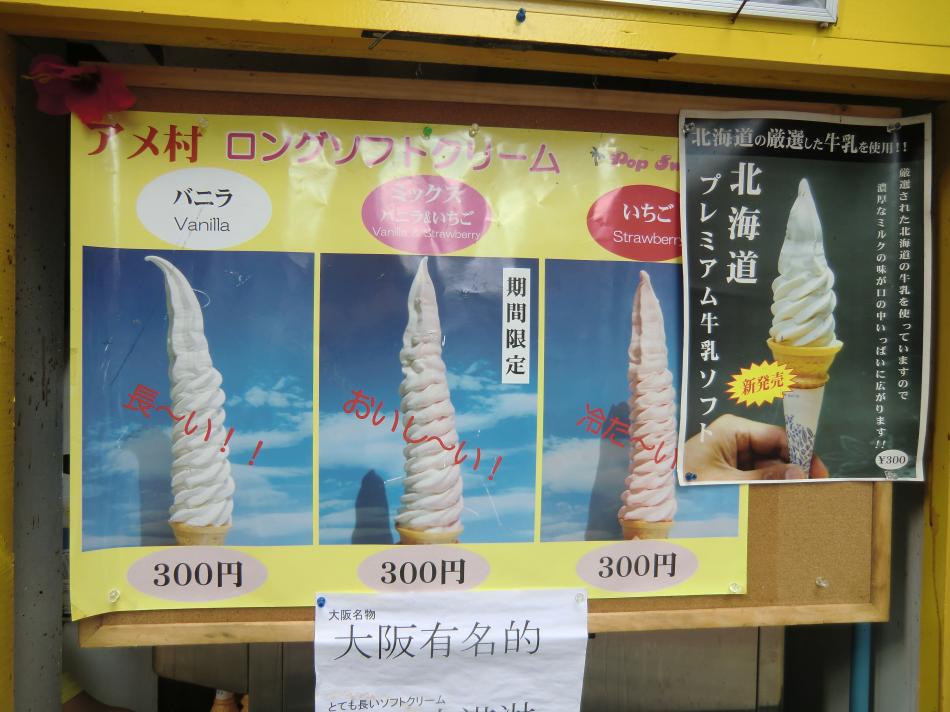 アメ村 ロングソフトクリーム
Pop
バニラ
Vanilla
ミックス
バニラ&いちご
Vanilla & Strawberry
いちご
Strawberry
期間限定
長〜い！！
おいし〜い！
冷た〜い
300円
300円
300円
北海道の厳選した牛乳を使用!!
北海道
プレミアム牛乳ソフト
厳選された北海道の牛乳を使っていますので
濃厚なミルクの味が口の中いっぱいに広がります!!
新発売
¥300
大阪名物
大阪有名的
とても長いソフトクリーム